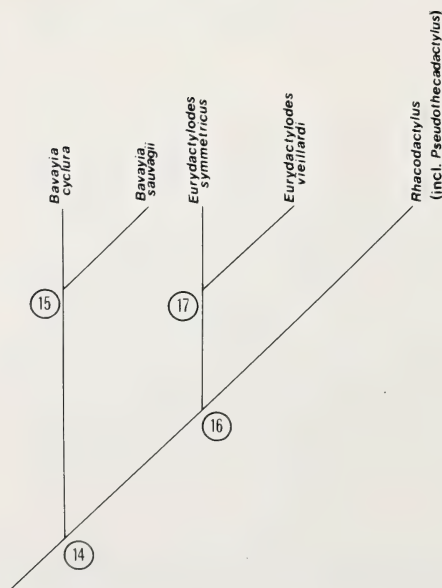 Bavayia
cyclura
Bavayia
sauvagii
Eurydactylodes
symmetricus
Eurydactylodes
vieillardi
Rhacodactylus
(incl. Pseudothecadactylus)
15
17
16
14